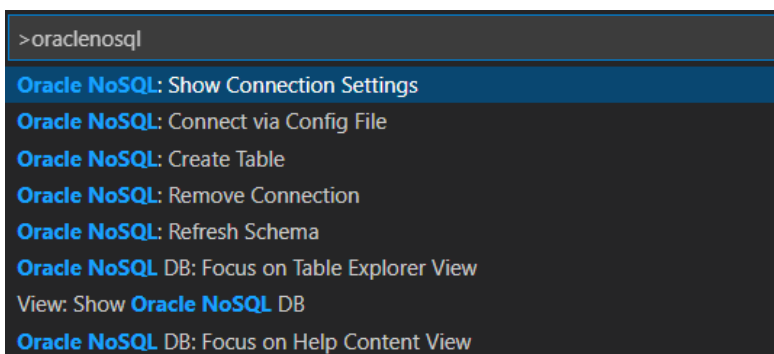 >oraclenosql
Oracle NoSQL: Show Connection Settings
Oracle NoSQL: Connect via Config File
Oracle NoSQL: Create Table
Oracle NoSQL: Remove Connection
Oracle NoSQL: Refresh Schema
Oracle NoSQL DB: Focus on Table Explorer View
View: Show Oracle NoSQL DB
Oracle NoSQL DB: Focus on Help Content View